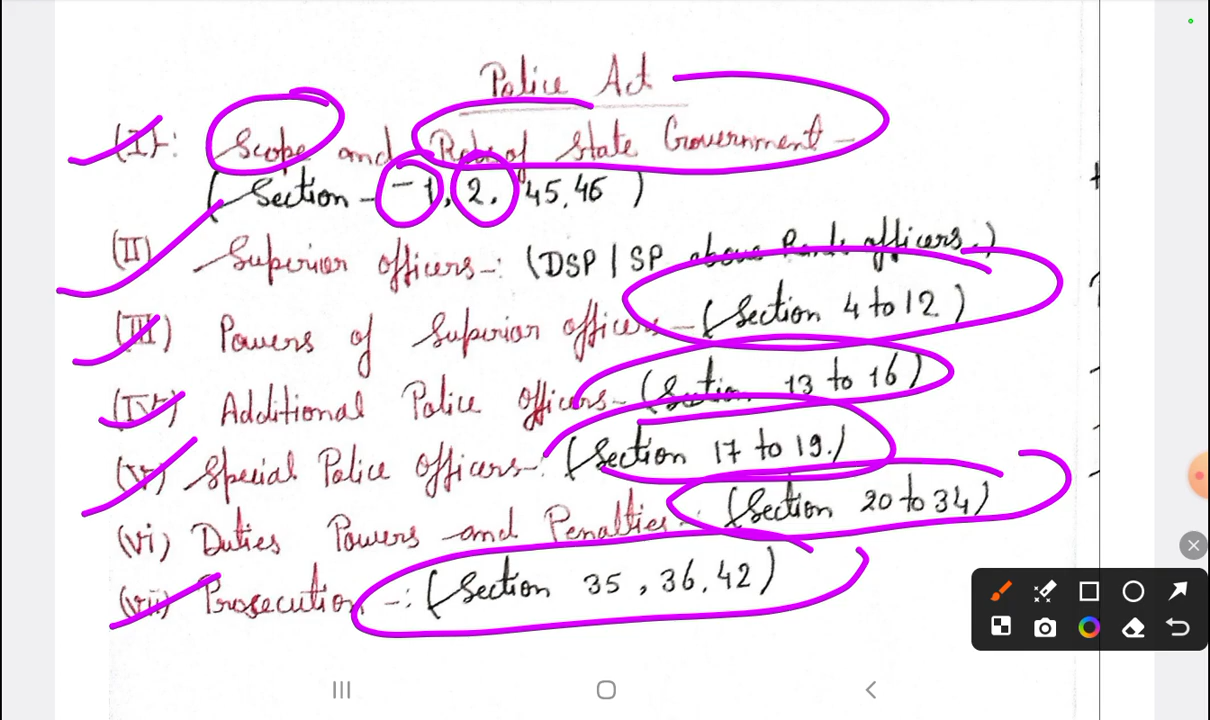 Police Act
(I): Scope and Role of State Government -
(Section - 1, 2, 45, 46)
(II) Superior officers -: (DSP / SP above Rank officers.)
(III) Powers of Superior officers - (Section 4 to 12)
(IV) Additional Police officers - (Section 13 to 16)
(V) Special Police Officers -: (Section 17 to 19.)
(vi) Duties Powers and Penalties -: (Section 20 to 34)
(vii) Prosecution -: (Section 35, 36, 42)